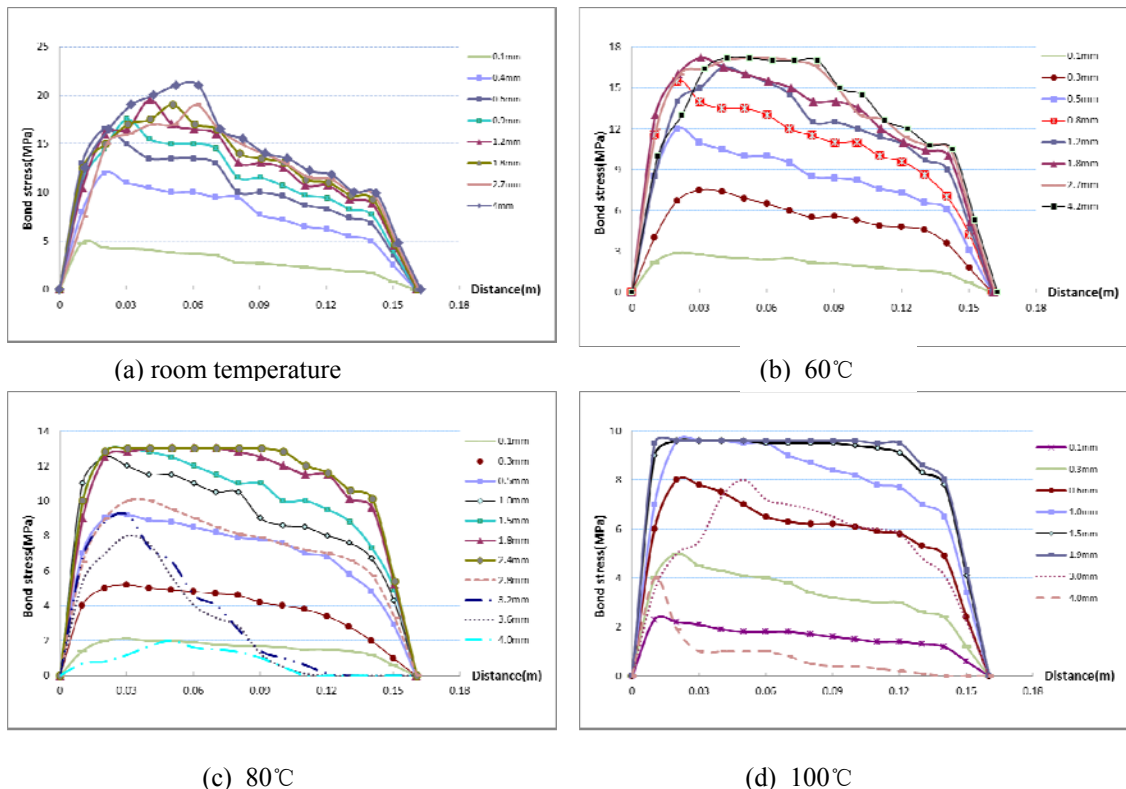 25
20
15
10
5
0
Bond stress(MPa)
0
0.03
0.06
0.09
0.12
0.15
0.18
Distance(m)
0.1mm
0.4mm
0.5mm
0.9mm
1.2mm
1.8mm
2.7mm
4mm
(a) room temperature
18
15
12
9
6
3
0
Bond stress(MPa)
0
0.03
0.06
0.09
0.12
0.15
0.18
Distance(m)
0.1mm
0.3mm
0.5mm
0.8mm
1.2mm
1.8mm
2.7mm
4.2mm
(b) 60℃
14
12
10
8
6
4
2
0
Bond stress(MPa)
0
0.03
0.06
0.09
0.12
0.15
0.18
Distance(m)
0.1mm
0.3mm
0.5mm
1.0mm
1.5mm
1.8mm
2.4mm
2.8mm
3.2mm
3.6mm
4.0mm
(c) 80℃
10
8
6
4
2
0
Bond stress(MPa)
0
0.03
0.06
0.09
0.12
0.15
0.18
Distance(m)
0.1mm
0.3mm
0.6mm
1.0mm
1.5mm
1.9mm
3.0mm
4.0mm
(d) 100℃